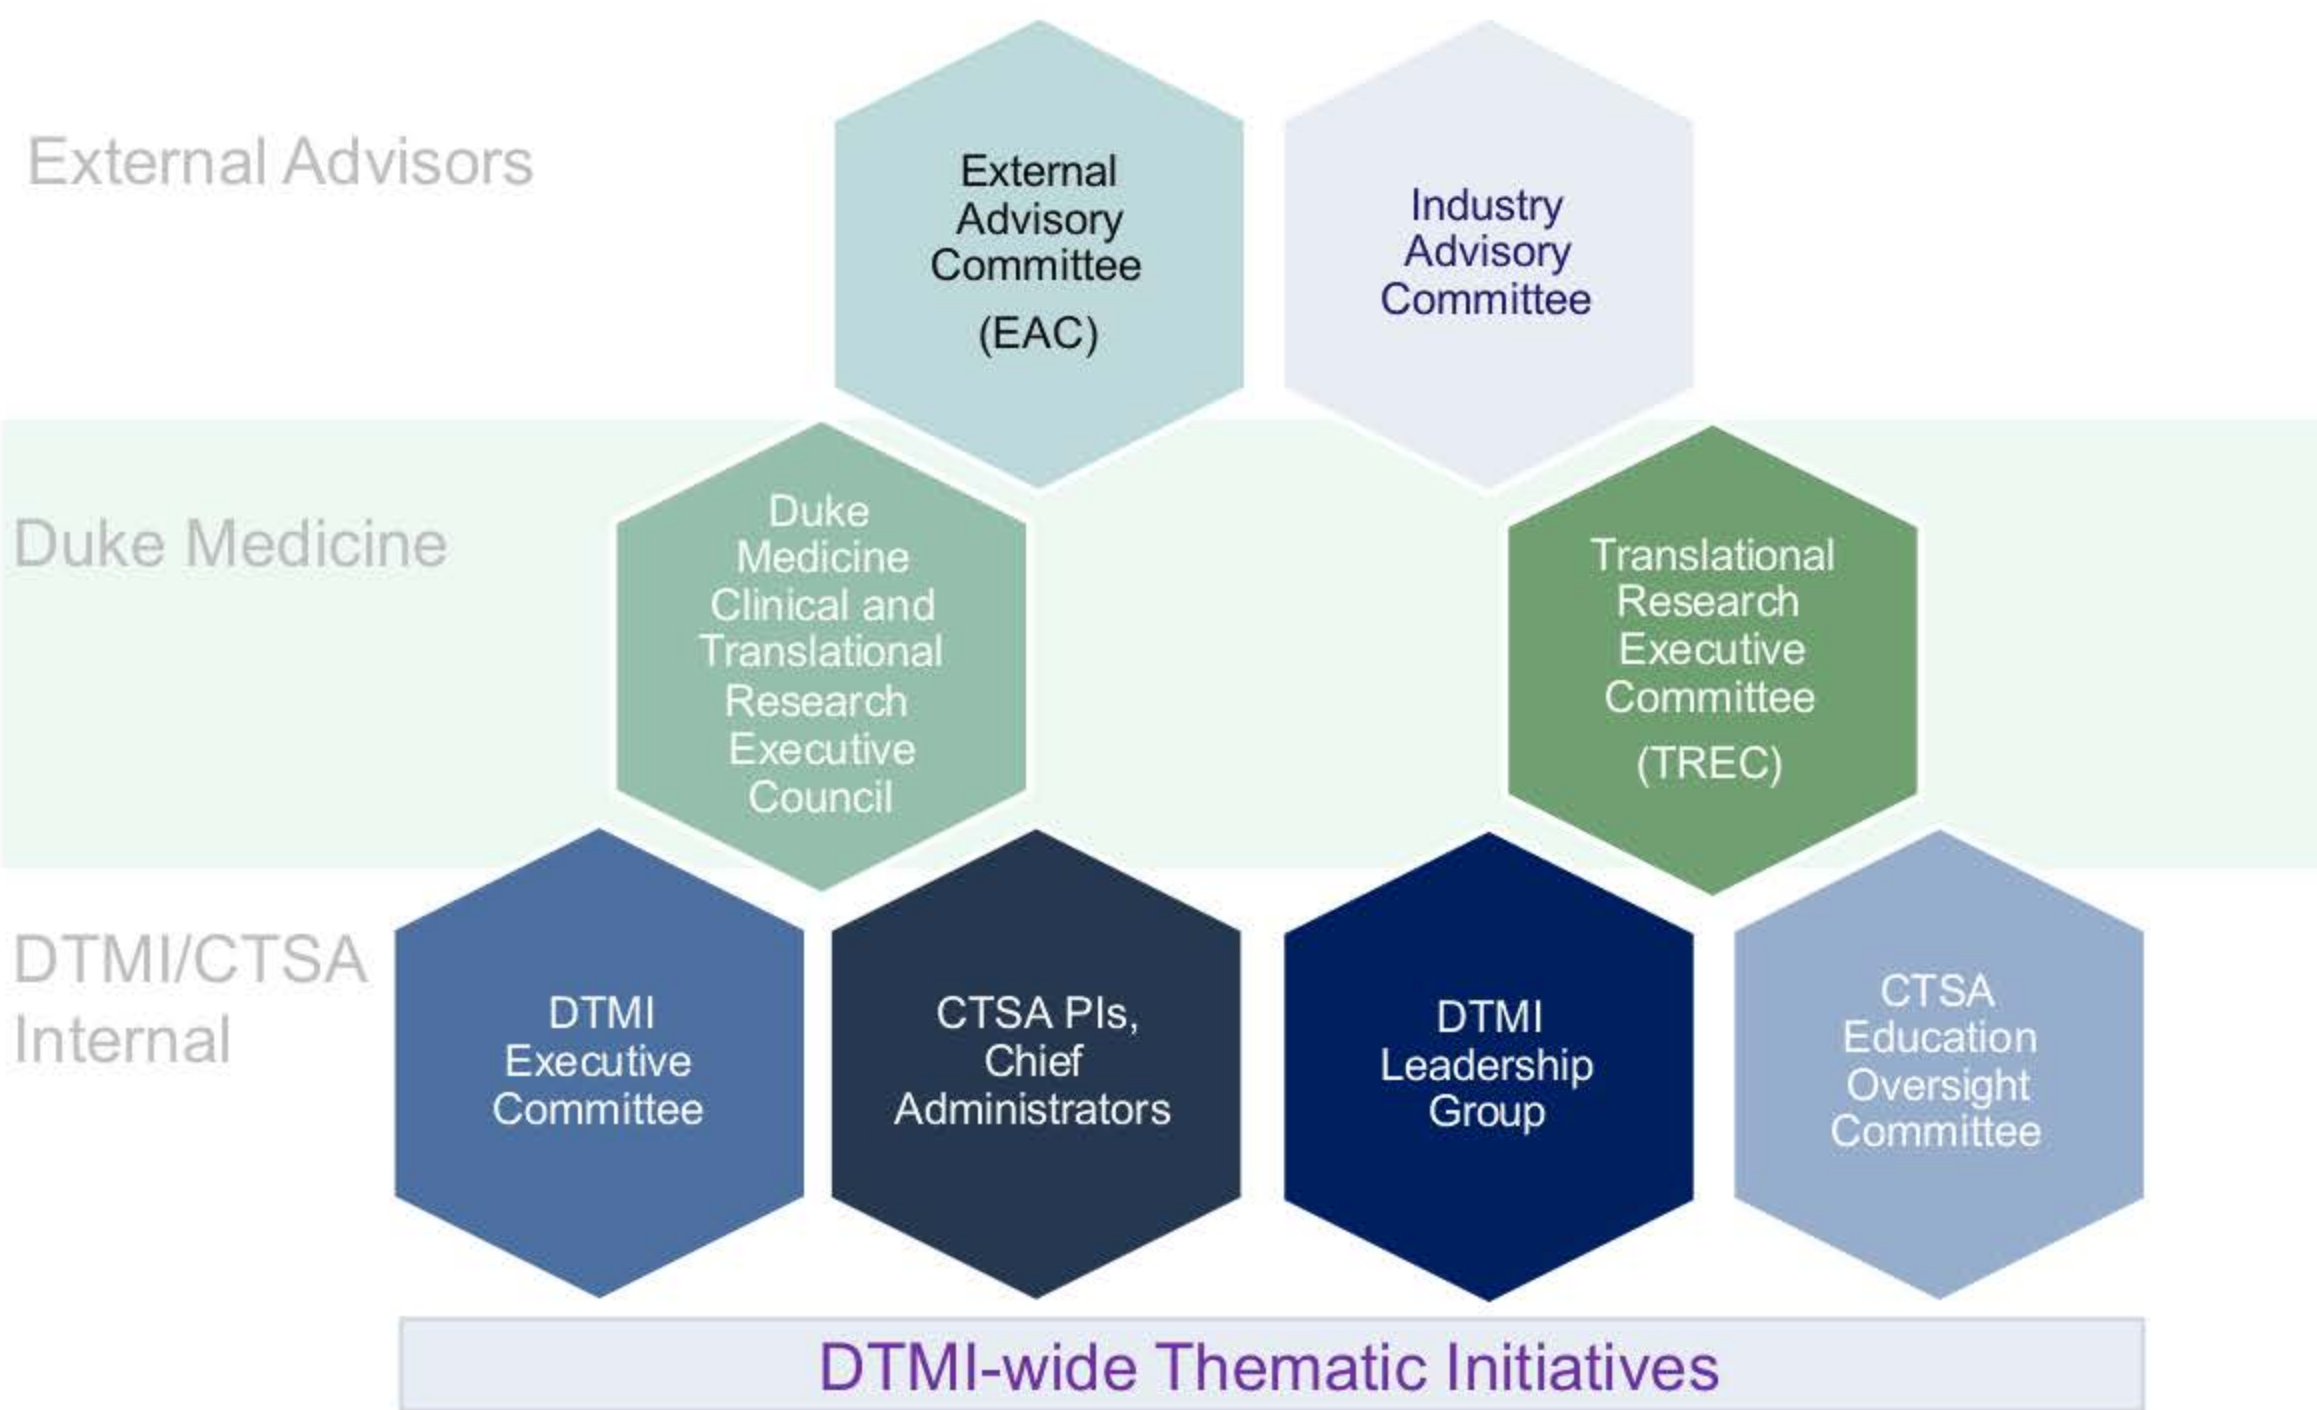 External Advisors
External
Advisory
Committee
(EAC)
Industry
Advisory
Committee
Duke Medicine
Duke
Medicine
Clinical and
Translational
Research
Executive
Council
Translational
Research
Executive
Committee
(TREC)
DTMI/CTSA
Internal
DTMI
Executive
Committee
CTSA PIs,
Chief
Administrators
DTMI
Leadership
Group
CTSA
Education
Oversight
Committee
DTMI-wide Thematic Initiatives